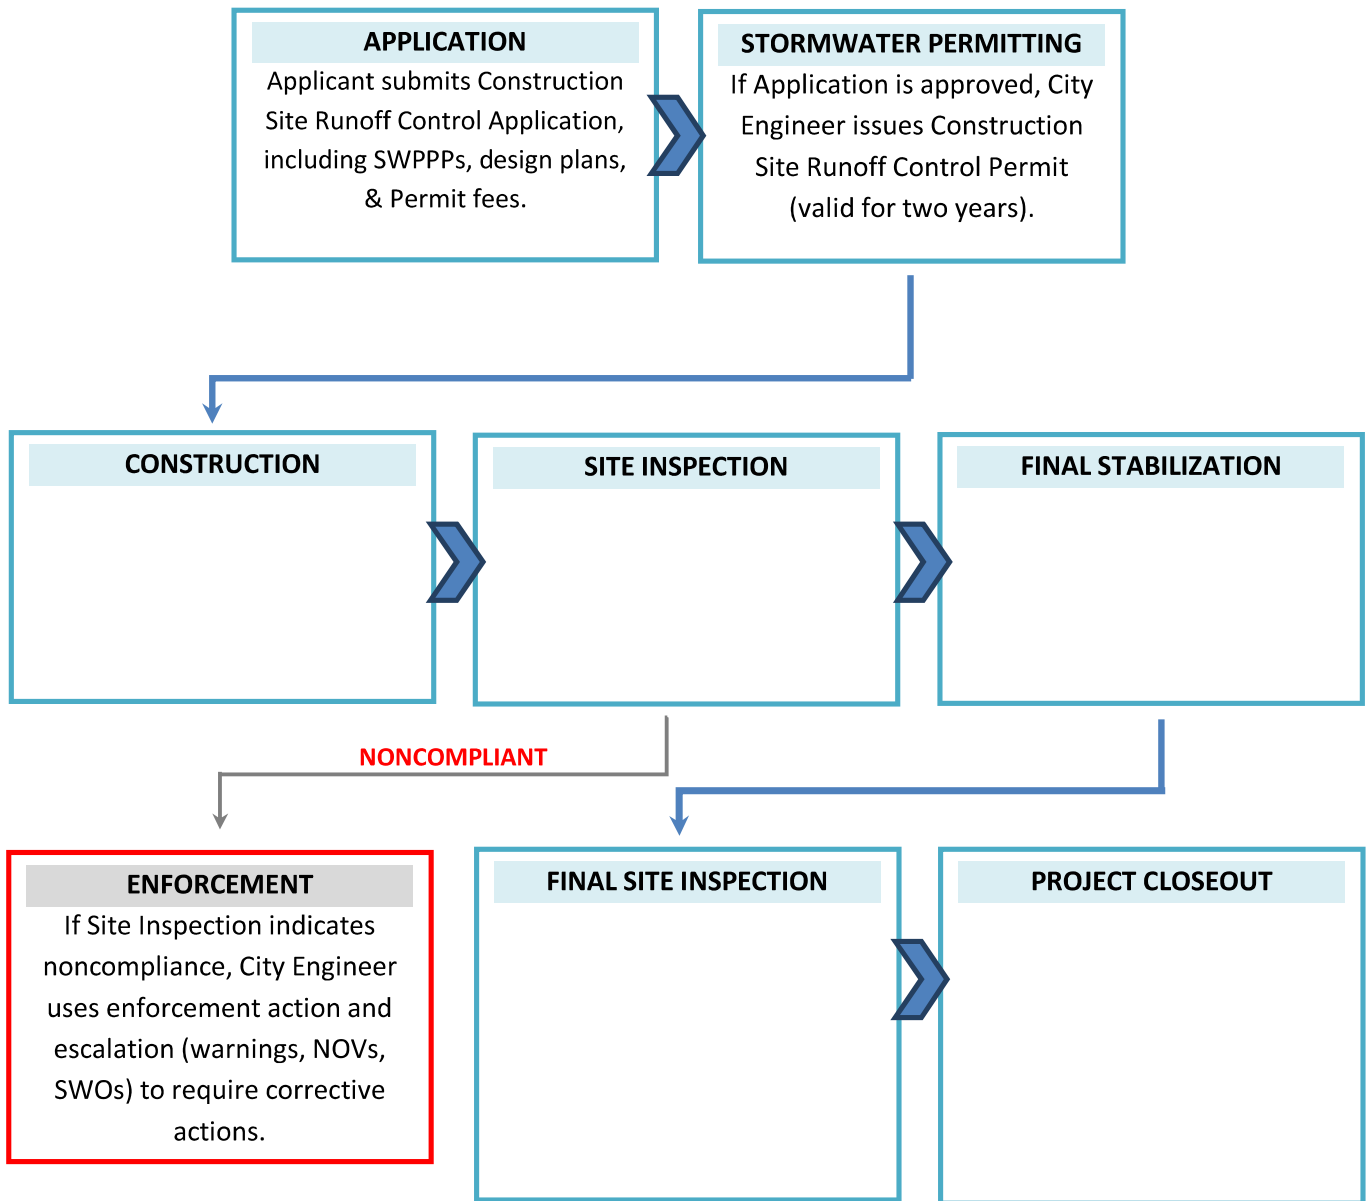 APPLICATION
Applicant submits Construction
Site Runoff Control Application,
including SWPPPs, design plans,
& Permit fees.
STORMWATER PERMITTING
If Application is approved, City
Engineer issues Construction
Site Runoff Control Permit
(valid for two years).
CONSTRUCTION
SITE INSPECTION
FINAL STABILIZATION
NONCOMPLIANT
ENFORCEMENT
If Site Inspection indicates
noncompliance, City Engineer
uses enforcement action and
escalation (warnings, NOVs,
SWOs) to require corrective
actions.
FINAL SITE INSPECTION
PROJECT CLOSEOUT